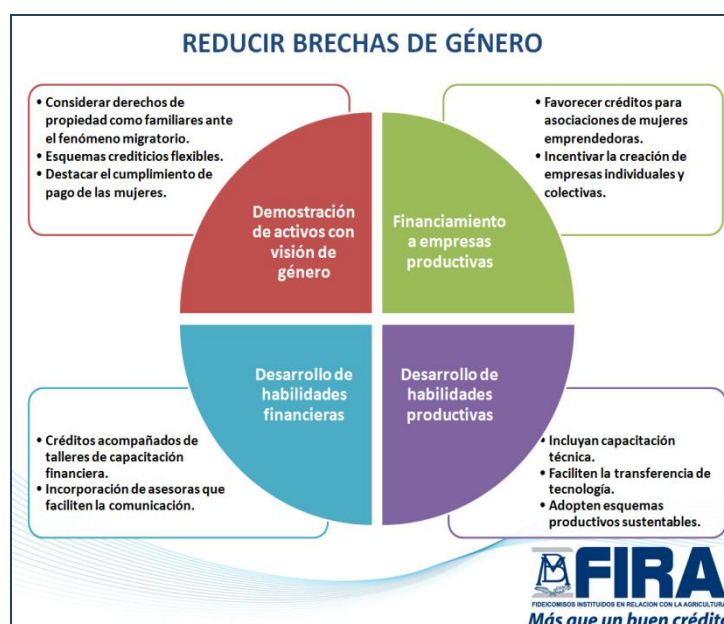 REDUCIR BRECHAS DE GÉNERO
• Considerar derechos de
propiedad como familiares ante
el fenómeno migratorio.
• Esquemas crediticios flexibles.
• Destacar el cumplimiento de
pago de las mujeres.
• Favorecer créditos para
asociaciones de mujeres
emprendedoras.
• Incentivar la creación de
empresas individuales y
colectivas.
Demostración
de activos con
visión de
género
Financiamiento
a empresas
productivas
Desarrollo de
habilidades
financieras
Desarrollo de
habilidades
productivas
• Créditos acompañados de
talleres de capacitación
financiera.
• Incorporación de asesoras que
faciliten la comunicación.
• Incluyan capacitación
técnica.
• Faciliten la transferencia de
tecnología.
• Adopten esquemas
productivos sustentables.
FIRA
FIDEICOMISOS INSTITUIDOS EN RELACION CON LA AGRICULTURA
Más que un buen crédito